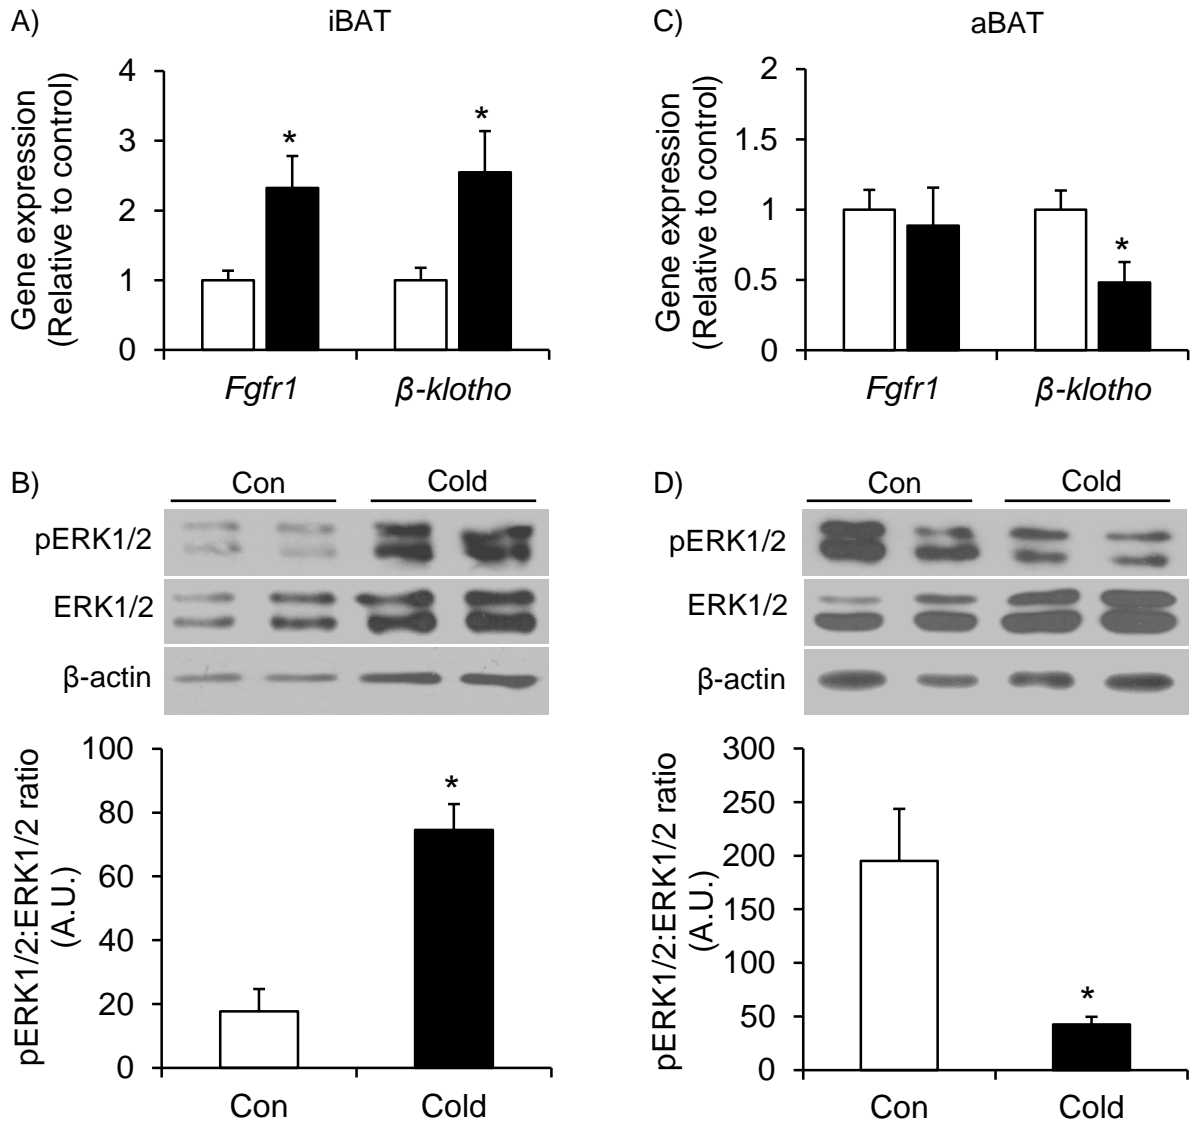 A)
iBAT
Gene expression
(Relative to control)
4
3
2
1
0
*
*
Fgfr1
β-klotho
C)
aBAT
Gene expression
(Relative to control)
2
1.5
1
0.5
0
*
Fgfr1
β-klotho
B)
Con
Cold
pERK1/2
ERK1/2
β-actin
pERK1/2:ERK1/2 ratio
(A.U.)
100
80
60
40
20
0
*
Con
Cold
D)
Con
Cold
pERK1/2
ERK1/2
β-actin
pERK1/2:ERK1/2 ratio
(A.U.)
300
250
200
150
100
50
0
*
Con
Cold